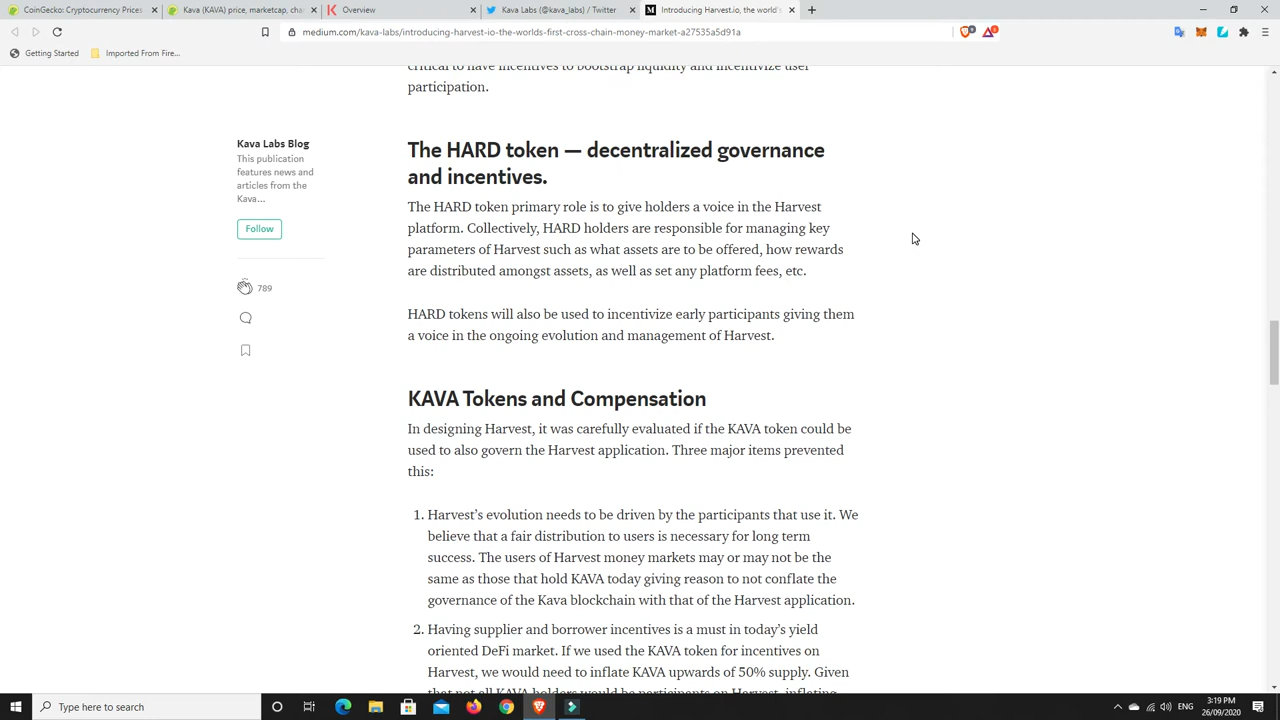 CoinGecko: Cryptocurrency Prices
Kava (KAVA) price, marketcap, cha
Overview
Kava Labs (@kava_labs) / Twitter
Introducing Harvest.io, the world's
medium.com/kava-labs/introducing-harvest-io-the-worlds-first-cross-chain-money-market-a27535a5d91a
Getting Started
Imported From Fire...
critical to have incentives to bootstrap liquidity and incentivize user
participation.
Kava Labs Blog
This publication
features news and
articles from the
Kava...
Follow
789
The HARD token — decentralized governance
and incentives.
The HARD token primary role is to give holders a voice in the Harvest
platform. Collectively, HARD holders are responsible for managing key
parameters of Harvest such as what assets are to be offered, how rewards
are distributed amongst assets, as well as set any platform fees, etc.
HARD tokens will also be used to incentivize early participants giving them
a voice in the ongoing evolution and management of Harvest.
KAVA Tokens and Compensation
In designing Harvest, it was carefully evaluated if the KAVA token could be
used to also govern the Harvest application. Three major items prevented
this:
1. Harvest's evolution needs to be driven by the participants that use it. We
believe that a fair distribution to users is necessary for long term
success. The users of Harvest money markets may or may not be the
same as those that hold KAVA today giving reason to not conflate the
governance of the Kava blockchain with that of the Harvest application.
2. Having supplier and borrower incentives is a must in today's yield
oriented DeFi market. If we used the KAVA token for incentives on
Harvest, we would need to inflate KAVA upwards of 50% supply. Given
that not all KAVA holders would be participants on Harvest, inflating
Type here to search
ENG
3:19 PM
26/09/2020